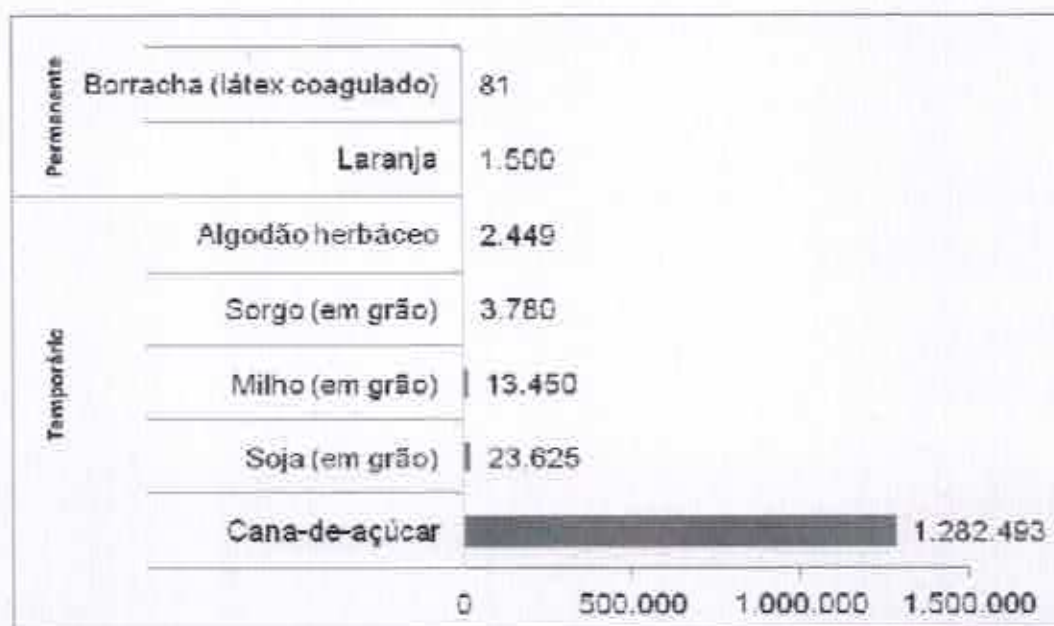 Permanente
Borracha (látex coagulado) 81
Laranja 1.500
Temporário
Algodão herbáceo 2.449
Sorgo (em grão) 3.780
Milho (em grão) 13.450
Soja (em grão) 23.625
Cana-de-açúcar 1.282.493
0 500.000 1.000.000 1.500.000